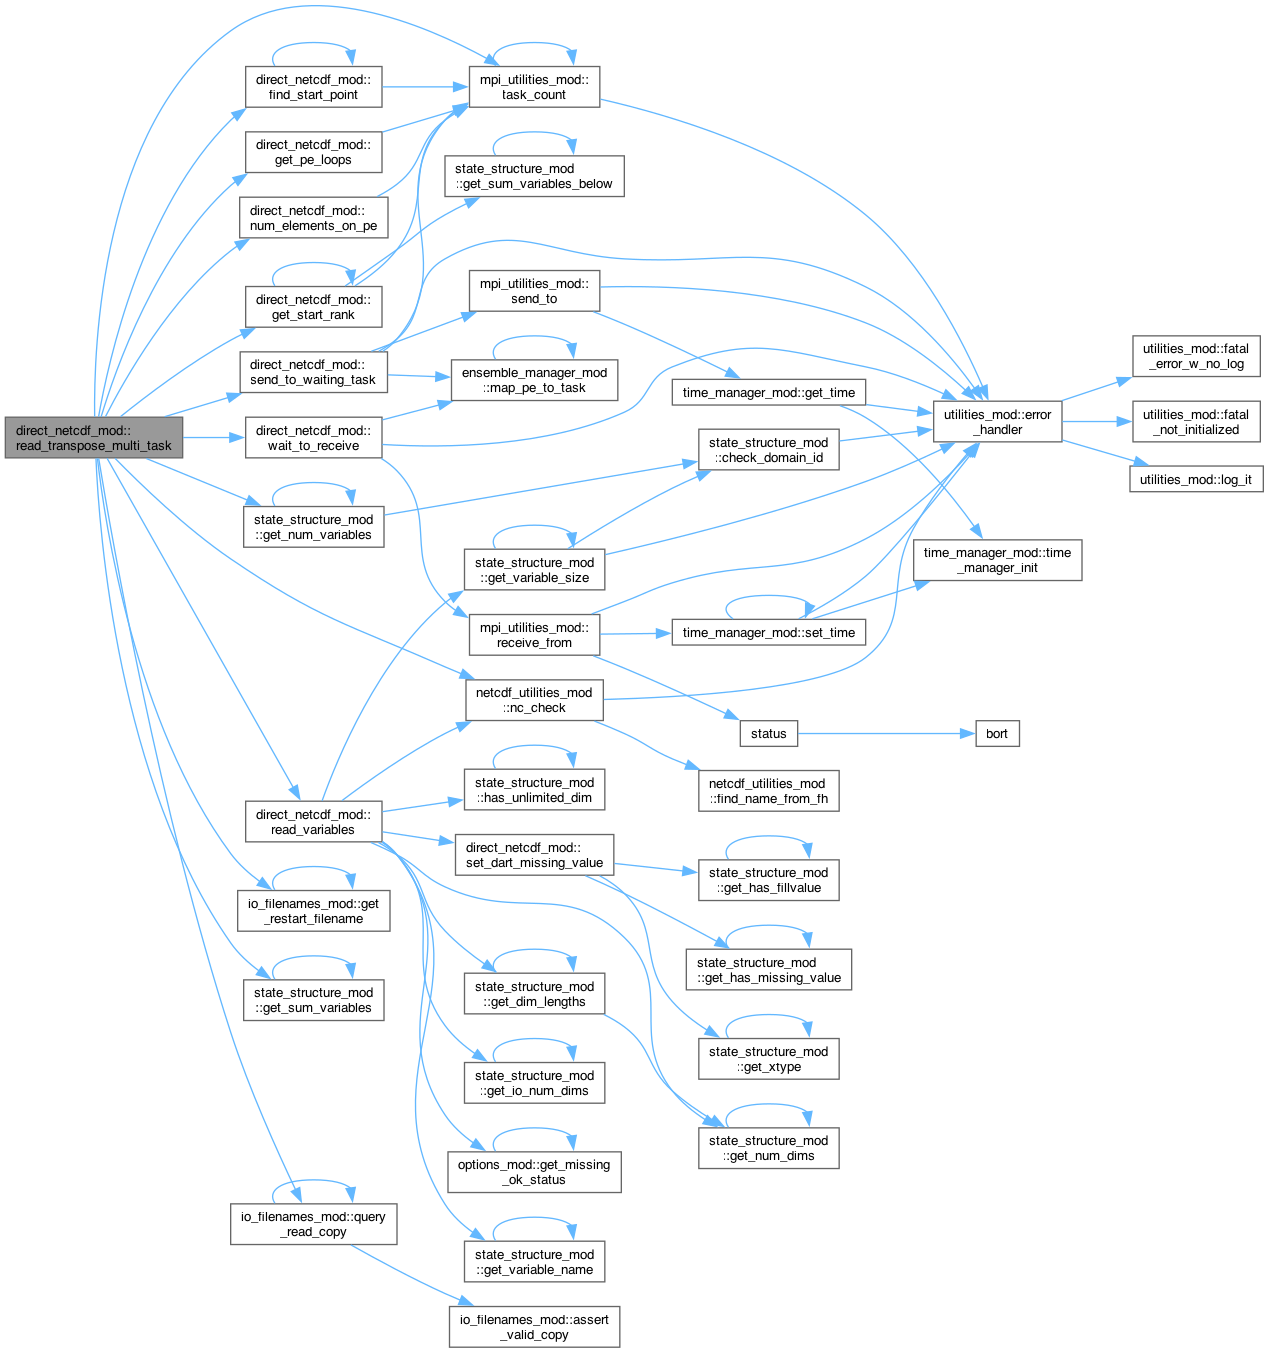 direct_netcdf_mod::
read_transpose_multi_task
direct_netcdf_mod::
find_start_point
direct_netcdf_mod::
get_pe_loops
direct_netcdf_mod::
num_elements_on_pe
direct_netcdf_mod::
get_start_rank
direct_netcdf_mod::
send_to_waiting_task
direct_netcdf_mod::
wait_to_receive
state_structure_mod
::get_num_variables
direct_netcdf_mod::
read_variables
io_filenames_mod::get
_restart_filename
state_structure_mod
::get_sum_variables
io_filenames_mod::query
_read_copy
mpi_utilities_mod::
task_count
state_structure_mod
::get_sum_variables_below
mpi_utilities_mod::
send_to
ensemble_manager_mod
::map_pe_to_task
state_structure_mod
::get_variable_size
mpi_utilities_mod::
receive_from
netcdf_utilities_mod
::nc_check
state_structure_mod
::has_unlimited_dim
direct_netcdf_mod::
set_dart_missing_value
state_structure_mod
::get_dim_lengths
state_structure_mod
::get_io_num_dims
options_mod::get_missing
_ok_status
state_structure_mod
::get_variable_name
io_filenames_mod::assert
_valid_copy
time_manager_mod::get_time
state_structure_mod
::check_domain_id
time_manager_mod::set_time
status
netcdf_utilities_mod
::find_name_from_fh
state_structure_mod
::get_has_fillvalue
state_structure_mod
::get_has_missing_value
state_structure_mod
::get_xtype
state_structure_mod
::get_num_dims
utilities_mod::error
_handler
time_manager_mod::time
_manager_init
bort
utilities_mod::fatal
_error_w_no_log
utilities_mod::fatal
_not_initialized
utilities_mod::log_it